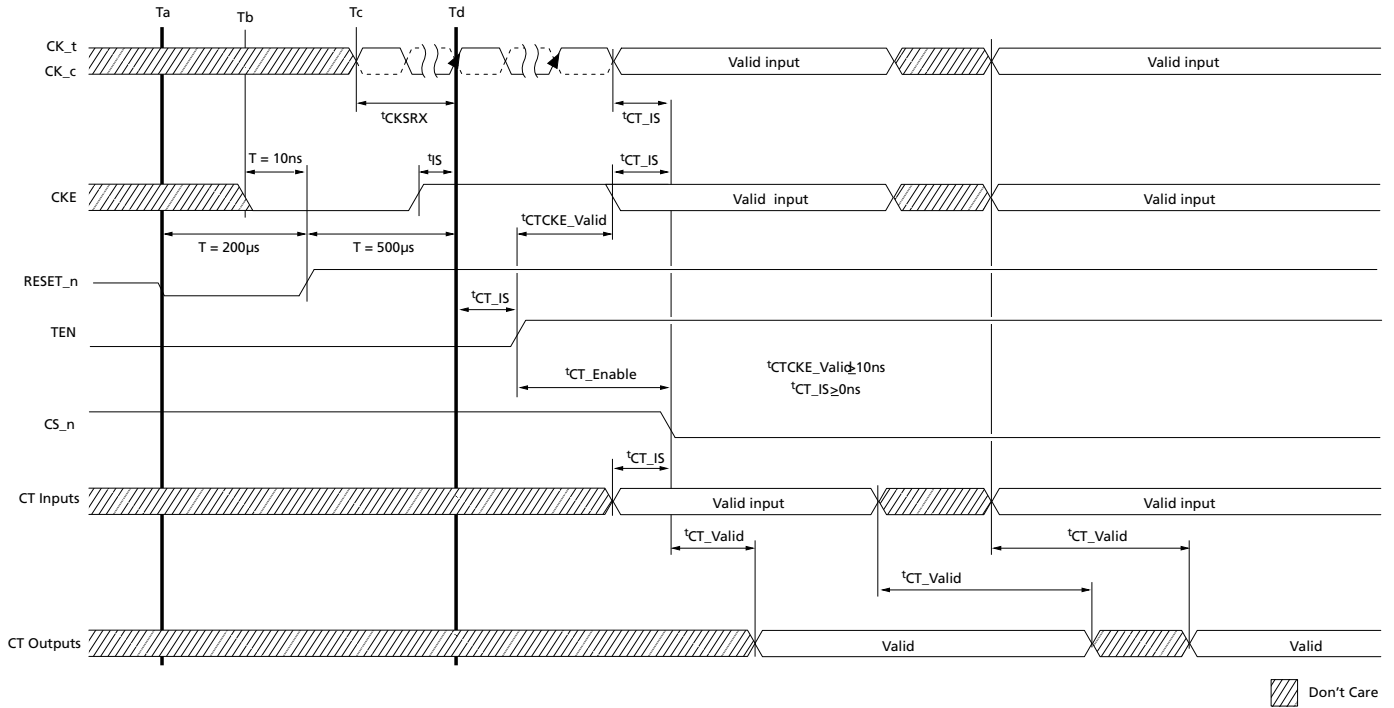 Ta
Tb
Tc
Td
CK_t
CK_c
Valid input
Valid input
tCKSRX
tCT_IS
T = 10ns
tIS
tCT_IS
CKE
Valid input
Valid input
tCTCKE_Valid
T = 200µs
T = 500µs
RESET_n
tCT_IS
TEN
tCT_Enable
tCTCKE_Valid≥10ns
tCT_IS≥0ns
CS_n
tCT_IS
CT Inputs
Valid input
Valid input
tCT_Valid
tCT_Valid
tCT_Valid
CT Outputs
Valid
Valid
Don't Care